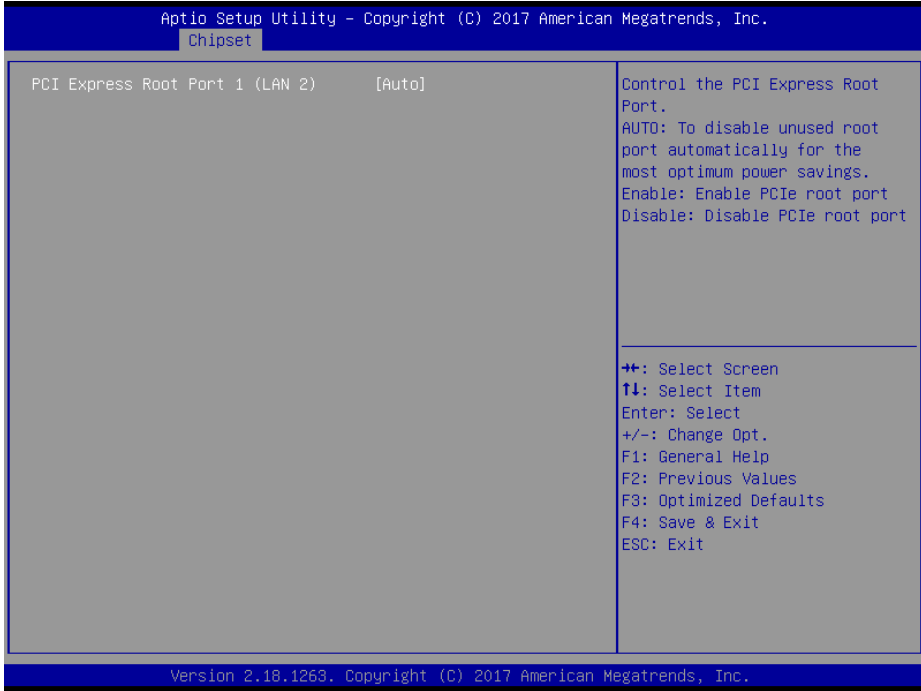 Aptio Setup Utility – Copyright (C) 2017 American Megatrends, Inc.
Chipset
PCI Express Root Port 1 (LAN 2) [Auto]
Control the PCI Express Root
Port.
AUTO: To disable unused root
port automatically for the
most optimum power savings.
Enable: Enable PCIe root port
Disable: Disable PCIe root port
→←: Select Screen
↑↓: Select Item
Enter: Select
+/-: Change Opt.
F1: General Help
F2: Previous Values
F3: Optimized Defaults
F4: Save & Exit
ESC: Exit
Version 2.18.1263. Copyright (C) 2017 American Megatrends, Inc.